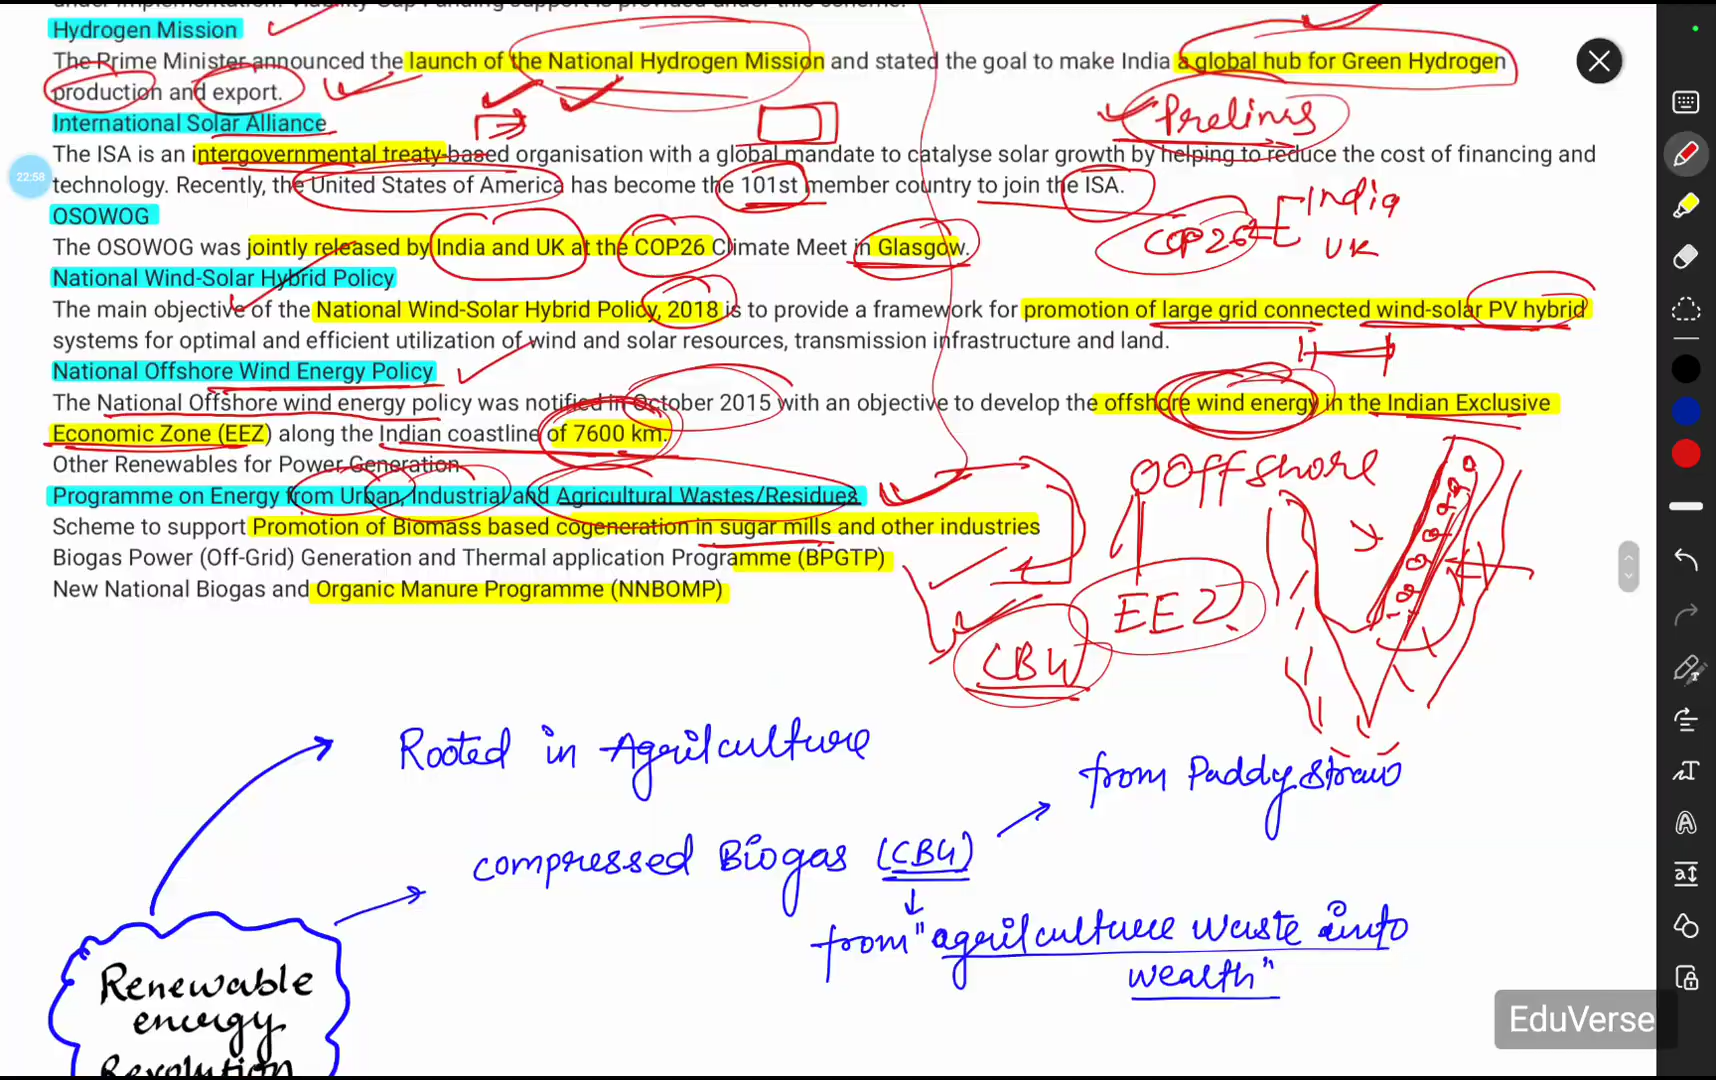 Hydrogen Mission
The Prime Minister announced the launch of the National Hydrogen Mission and stated the goal to make India a global hub for Green Hydrogen
production and export.
International Solar Alliance
Prelims
The ISA is an intergovernmental treaty-based organisation with a global mandate to catalyse solar growth by helping to reduce the cost of financing and
22:58
technology. Recently, the United States of America has become the 101st member country to join the ISA.
India
OSOWOG
COP26
UK
The OSOWOG was jointly released by India and UK at the COP26 Climate Meet in Glasgow.
National Wind-Solar Hybrid Policy
The main objective of the National Wind-Solar Hybrid Policy, 2018 is to provide a framework for promotion of large grid connected wind-solar PV hybrid
systems for optimal and efficient utilization of wind and solar resources, transmission infrastructure and land.
National Offshore Wind Energy Policy
The National Offshore wind energy policy was notified in October 2015 with an objective to develop the offshore wind energy in the Indian Exclusive
Economic Zone (EEZ) along the Indian coastline of 7600 km.
Other Renewables for Power Generation
Offshore
Programme on Energy from Urban, Industrial and Agricultural Wastes/Residues
Scheme to support Promotion of Biomass based cogeneration in sugar mills and other industries
Biogas Power (Off-Grid) Generation and Thermal application Programme (BPGTP)
New National Biogas and Organic Manure Programme (NNBOMP)
EEZ
CBG
Rooted in Agriculture
from Paddy straw
compressed Biogas (CBG)
from "agriculture waste into
wealth"
Renewable
energy
Revolution
EduVerse